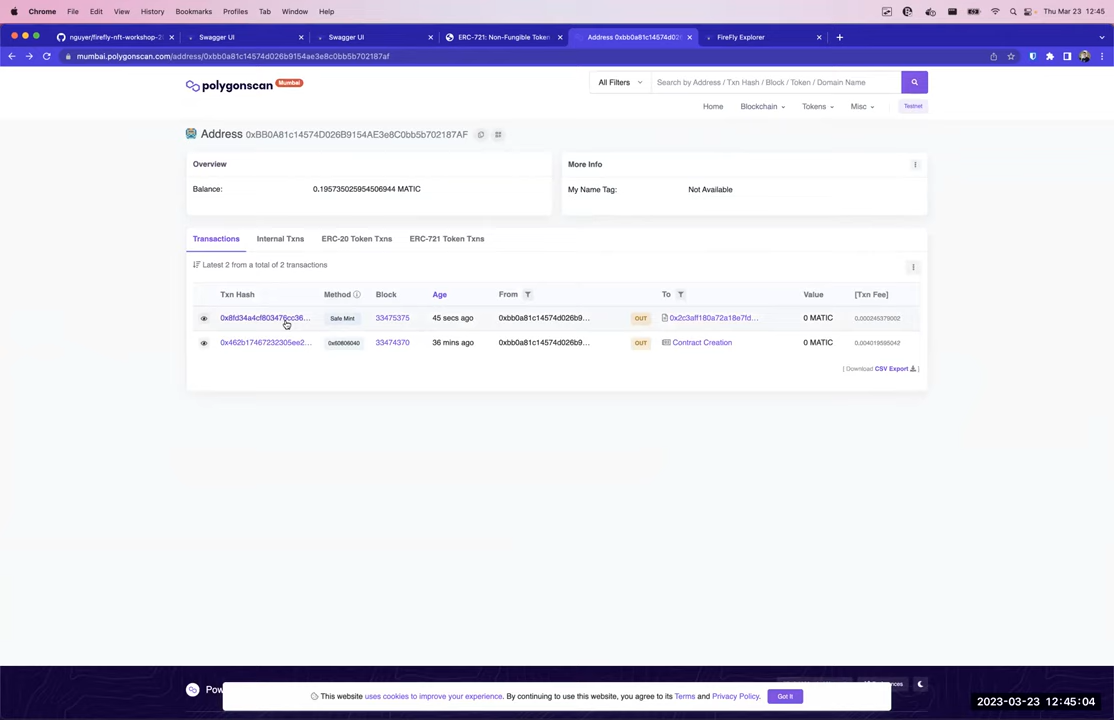 Chrome File Edit View History Bookmarks Profiles Tab Window Help Thu Mar 23 12:45
nguyer/firefly-nft-workshop-2 Swagger UI Swagger UI ERC-721: Non-Fungible Token Address 0xbb0a81c14574d026 FireFly Explorer
mumbai.polygonscan.com/address/0xbb0a81c14574d026b9154ae3e8c0bb5b702187af
polygonscan Mumbai
All Filters Search by Address / Txn Hash / Block / Token / Domain Name
Home Blockchain Tokens Misc Testnet
Address 0xBB0A81c14574D026B9154AE3e8C0bb5b702187AF
Overview
Balance: 0.195735025954506944 MATIC
More Info
My Name Tag: Not Available
Transactions Internal Txns ERC-20 Token Txns ERC-721 Token Txns
Latest 2 from a total of 2 transactions
Txn Hash Method Block Age From To Value [Txn Fee]
0x8fd34a4cf803476cc36... Safe Mint 33475375 45 secs ago 0xbb0a81c14574d026b9... OUT 0x2c3aff180a72a18e7fd... 0 MATIC 0.000245379002
0x462b17467232305ee2... 0x60806040 33474370 36 mins ago 0xbb0a81c14574d026b9... OUT Contract Creation 0 MATIC 0.004019595042
[ Download CSV Export ]
This website uses cookies to improve your experience. By continuing to use this website, you agree to its Terms and Privacy Policy. Got It
2023-03-23 12:45:04